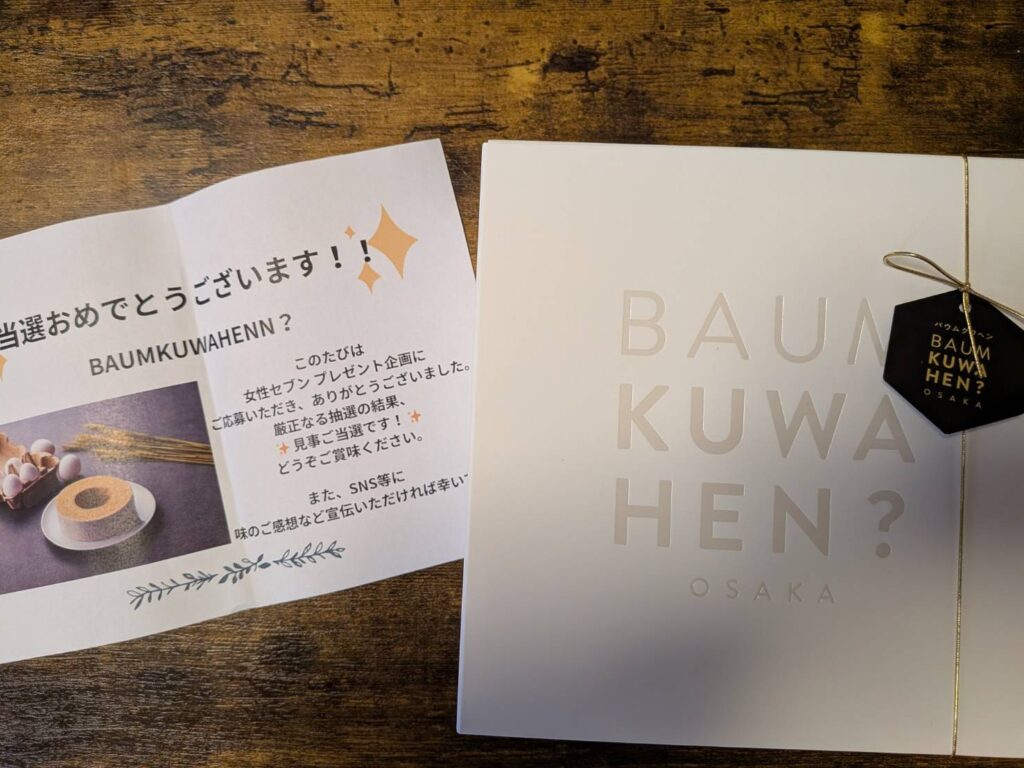 当選おめでとうございます！！
BAUMKUWAHENN？
このたびは
女性セブン プレゼント企画に
ご応募いただき、ありがとうございました。
厳正なる抽選の結果、
見事ご当選です！
どうぞご賞味ください。
また、SNS等に
味のご感想など宣伝いただければ幸いで
BAUM
KUWA
HEN?
OSAKA
バウムクワヘン
BAUM
KUWA
HEN?
OSAKA